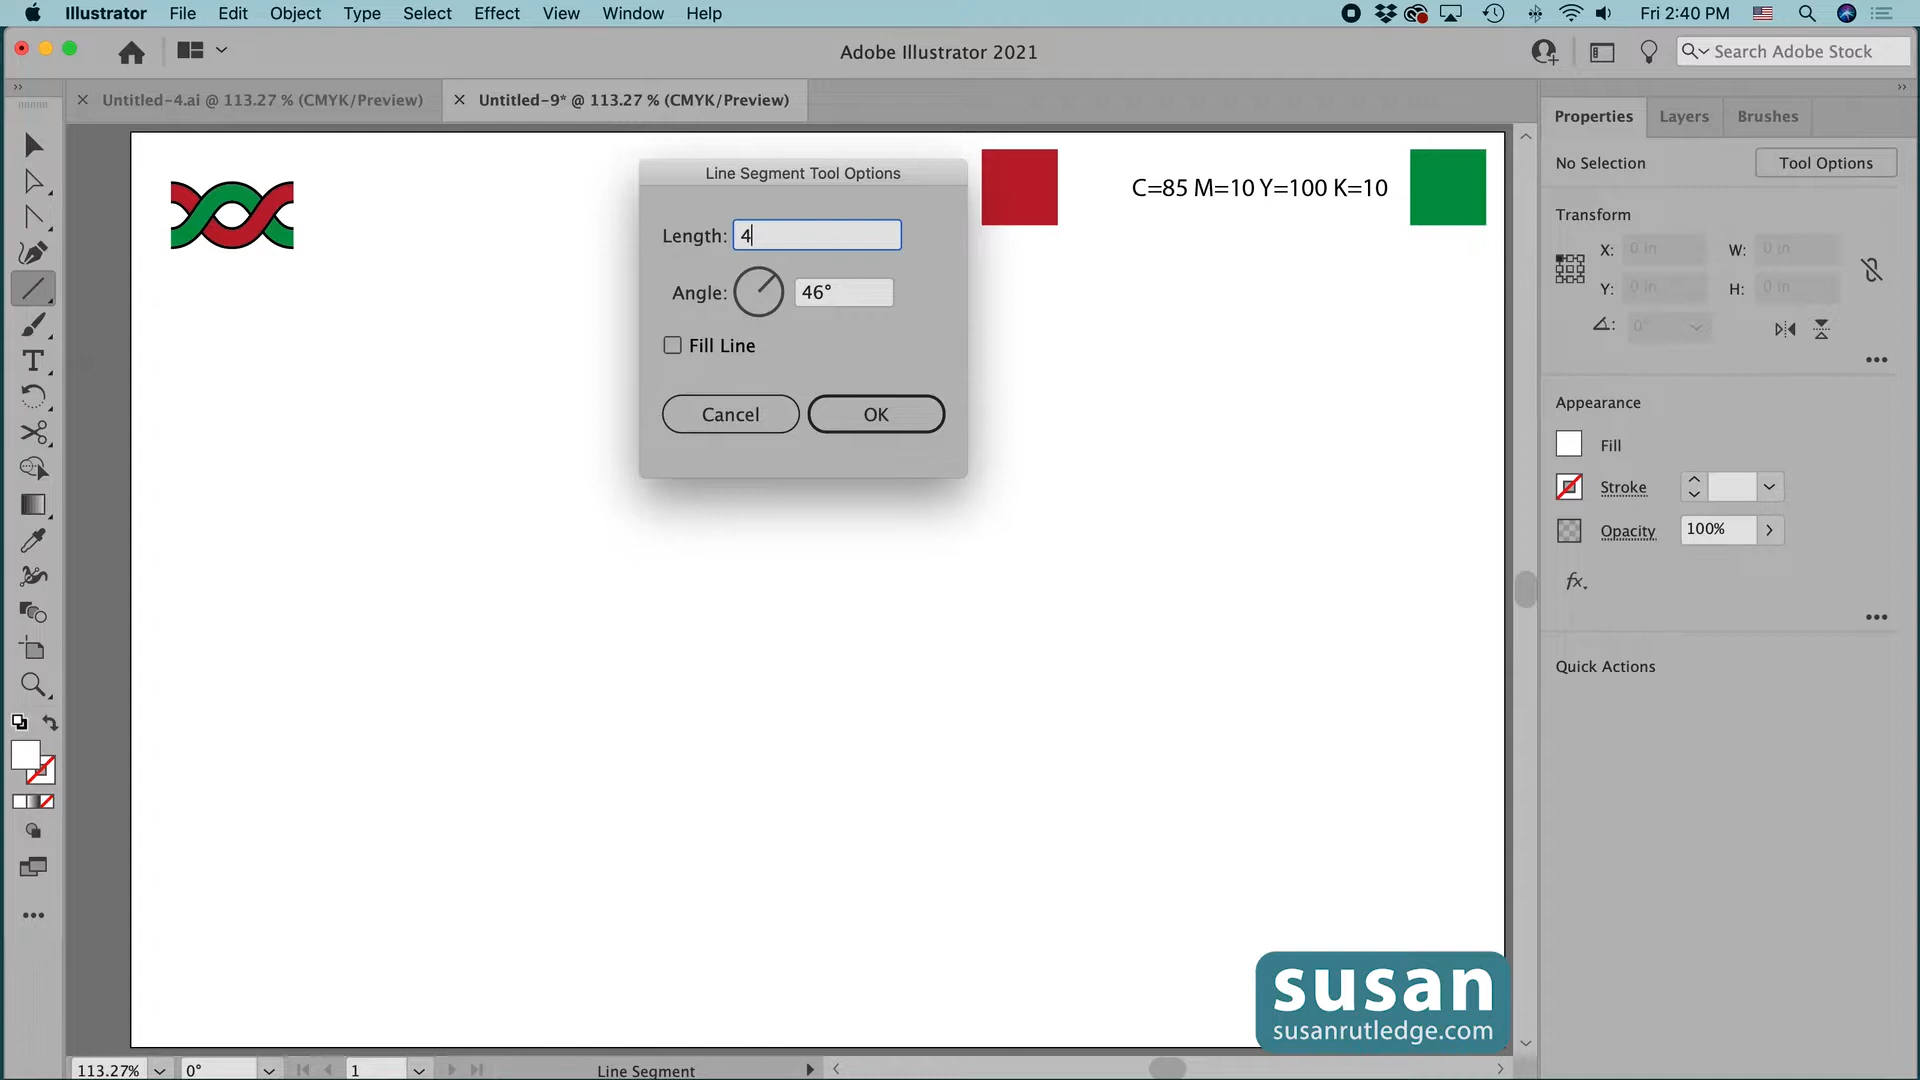 Illustrator File Edit Object Type Select Effect View Window Help
Fri 2:40 PM
Adobe Illustrator 2021
Search Adobe Stock
Untitled-4.ai @ 113.27 % (CMYK/Preview)
Untitled-9* @ 113.27 % (CMYK/Preview)
Properties Layers Brushes
No Selection
Tool Options
Line Segment Tool Options
Length: 4
Angle: 46°
Fill Line
Cancel
OK
C=85 M=10 Y=100 K=10
Transform
X: 0 in W: 0 in
Y: 0 in H: 0 in
0°
Appearance
Fill
Stroke
Opacity 100%
fx
Quick Actions
susan
susanrutledge.com
113.27% 0° 1 Line Segment